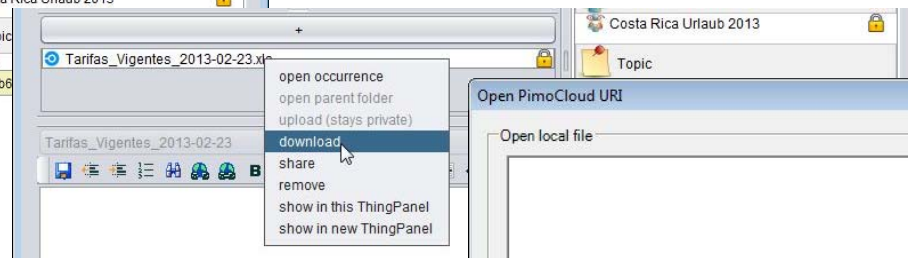 Costa Rica Urlaub 2013
+
Tarifas_Vigentes_2013-02-23.xls
Topic
open occurrence
open parent folder
upload (stays private)
download
share
remove
show in this ThingPanel
show in new ThingPanel
Tarifas_Vigentes_2013-02-23
B
Open PimoCloud URI
Open local file